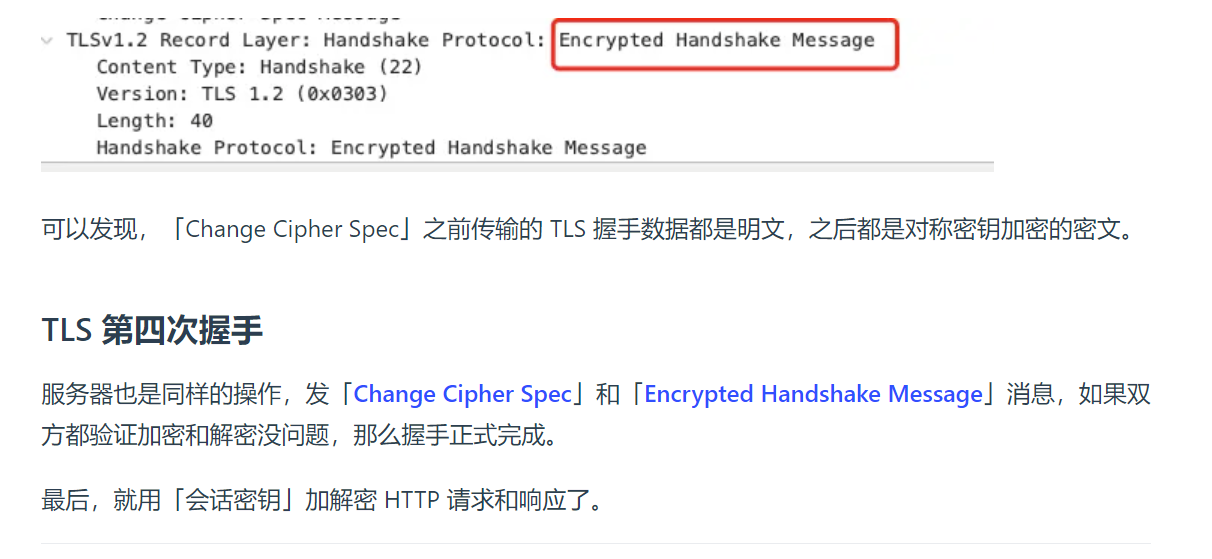 TLSv1.2 Record Layer: Handshake Protocol: Encrypted Handshake Message
Content Type: Handshake (22)
Version: TLS 1.2 (0x0303)
Length: 40
Handshake Protocol: Encrypted Handshake Message
可以发现，「Change Cipher Spec」之前传输的 TLS 握手数据都是明文，之后都是对称密钥加密的密文。
TLS 第四次握手
服务器也是同样的操作，发「Change Cipher Spec」和「Encrypted Handshake Message」消息，如果双
方都验证加密和解密没问题，那么握手正式完成。
最后，就用「会话密钥」加解密 HTTP 请求和响应了。